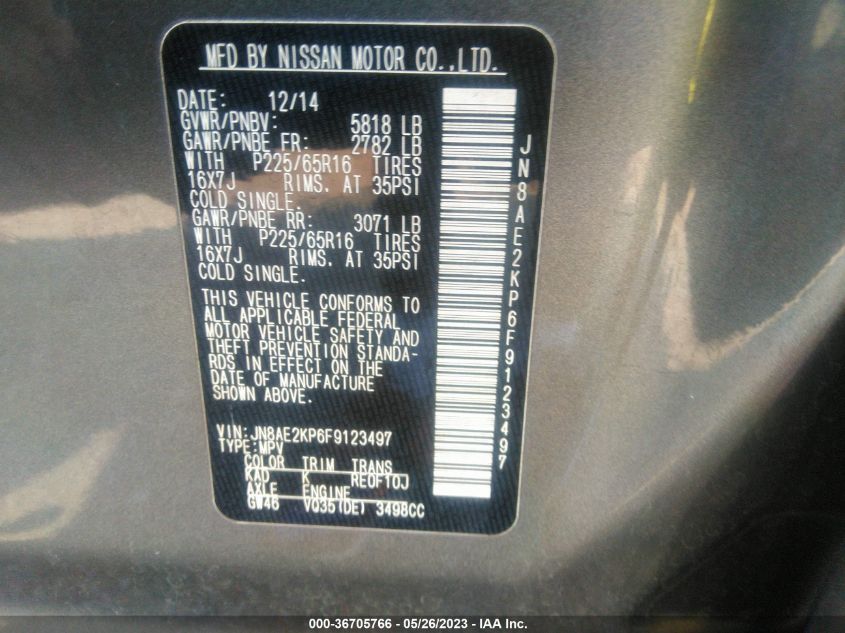 MFD BY NISSAN MOTOR CO.,LTD.
DATE: 12/14
GVWR/PNBV: 5818 LB
GAWR/PNBE FR: 2782 LB
WITH P225/65R16 TIRES
16X7J RIMS. AT 35PSI
COLD SINGLE.
GAWR/PNBE RR: 3071 LB
WITH P225/65R16 TIRES
16X7J RIMS. AT 35PSI
COLD SINGLE.
THIS VEHICLE CONFORMS TO
ALL APPLICABLE FEDERAL
MOTOR VEHICLE SAFETY AND
THEFT PREVENTION STANDA-
RDS IN EFFECT ON THE
DATE OF MANUFACTURE
SHOWN ABOVE.
VIN:JN8AE2KP6F9123497
TYPE:MPV
COLOR TRIM TRANS
KAD K RE0F10J
AXLE ENGINE
GW46 VQ35(DE) 3498CC
JN8AE2KP6F9123497
000-36705766 - 05/26/2023 - IAA Inc.